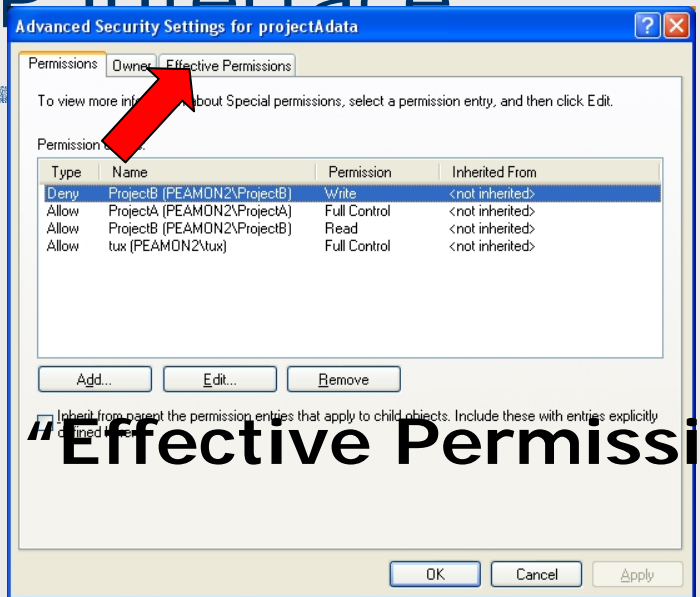 P Interface
Advanced Security Settings for projectAdata
Permissions Owner Effective Permissions
To view more about Special permissions, select a permission entry, and then click Edit.
Permission
Type Name Permission Inherited From
Deny ProjectB (PEAMON2\ProjectB) Write <not inherited>
Allow ProjectA (PEAMON2\ProjectA) Full Control <not inherited>
Allow ProjectB (PEAMON2\ProjectB) Read <not inherited>
Allow tux (PEAMON2\tux) Full Control <not inherited>
Add... Edit... Remove
Inherit from parent the permission entries that apply to child objects. Include these with entries explicitly
defined
"Effective Permissi
OK Cancel Apply